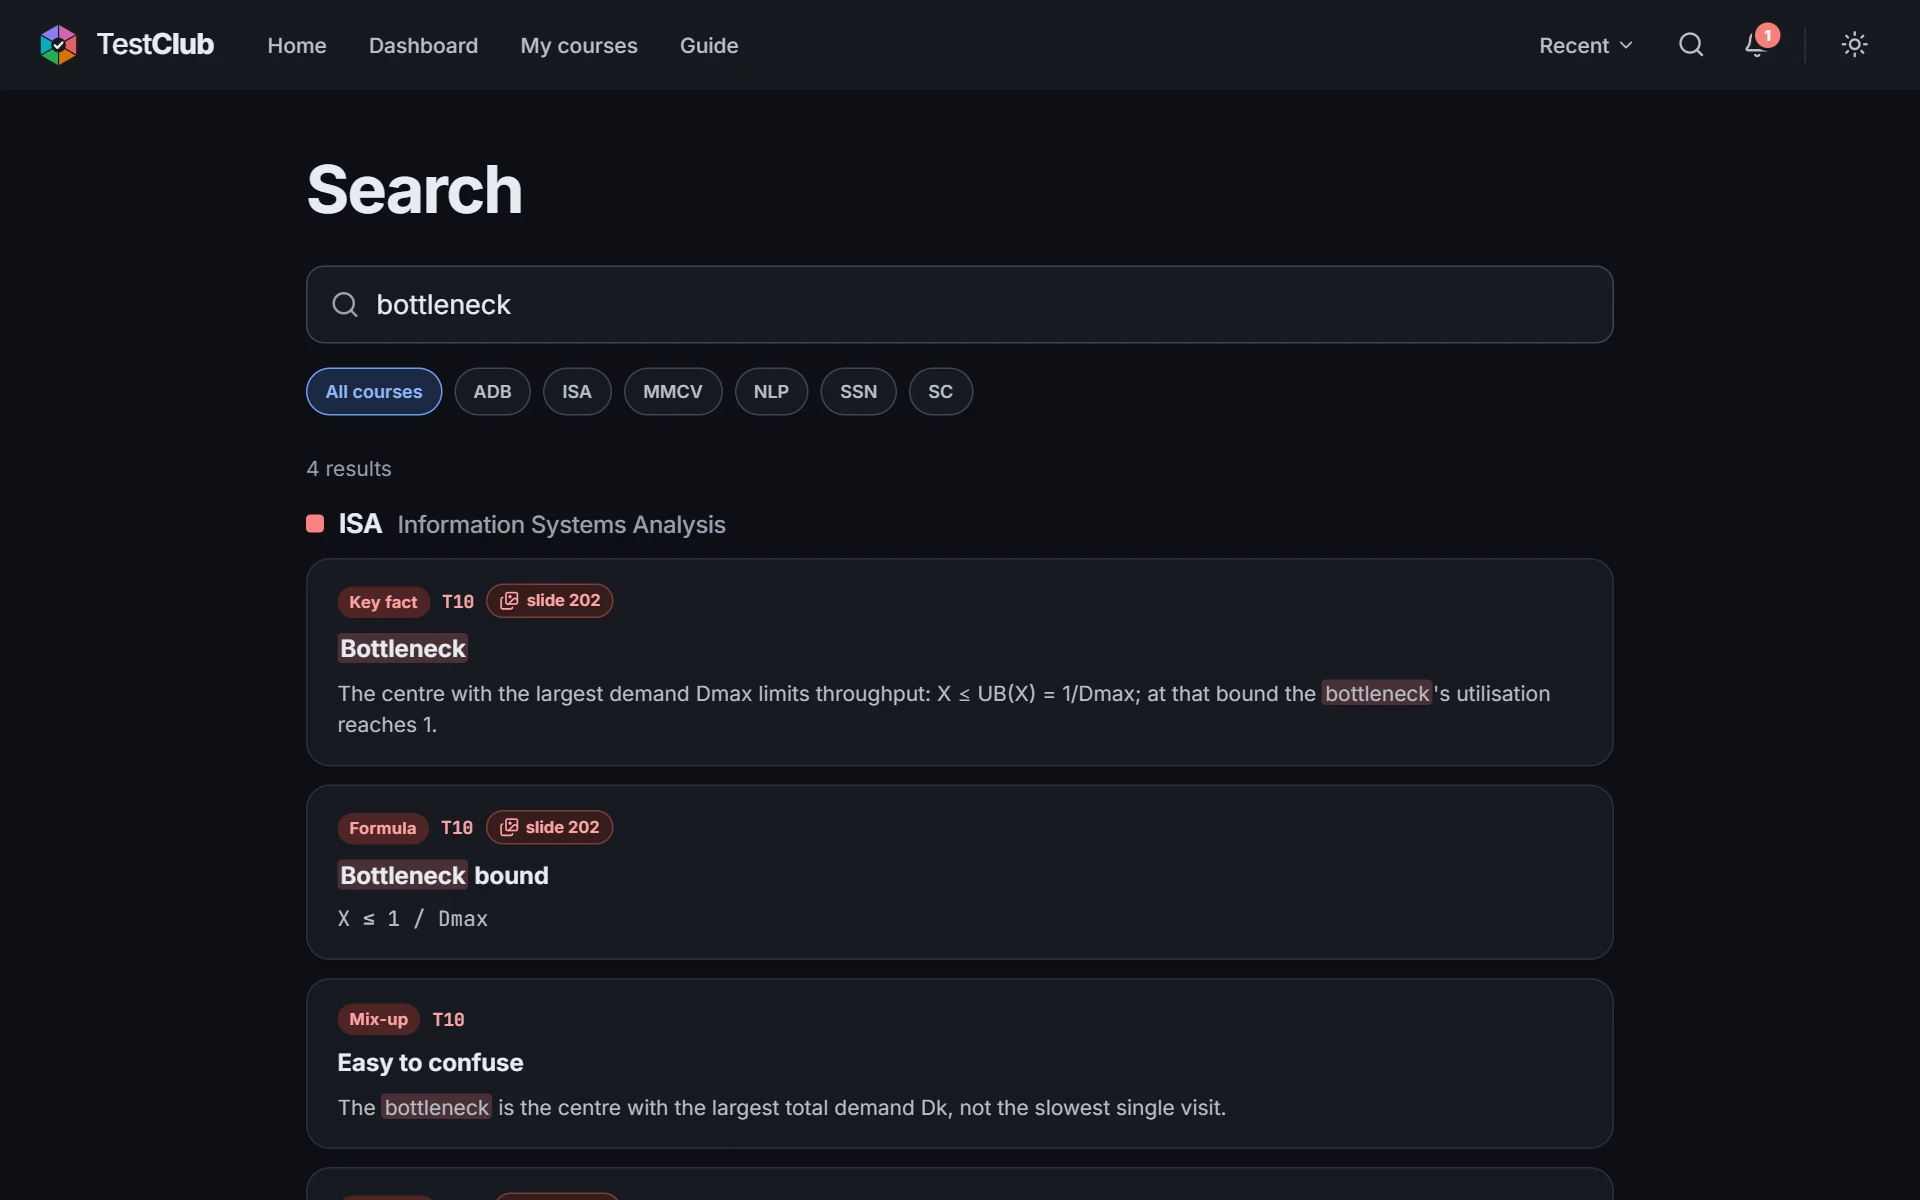 TestClub
Home
Dashboard
My courses
Guide
Recent
1
Search
bottleneck
All courses
ADB
ISA
MMCV
NLP
SSN
SC
4 results
ISA Information Systems Analysis
Key fact T10 slide 202
Bottleneck
The centre with the largest demand Dmax limits throughput: X ≤ UB(X) = 1/Dmax; at that bound the bottleneck's utilisation
reaches 1.
Formula T10 slide 202
Bottleneck bound
X ≤ 1 / Dmax
Mix-up T10
Easy to confuse
The bottleneck is the centre with the largest total demand Dk, not the slowest single visit.